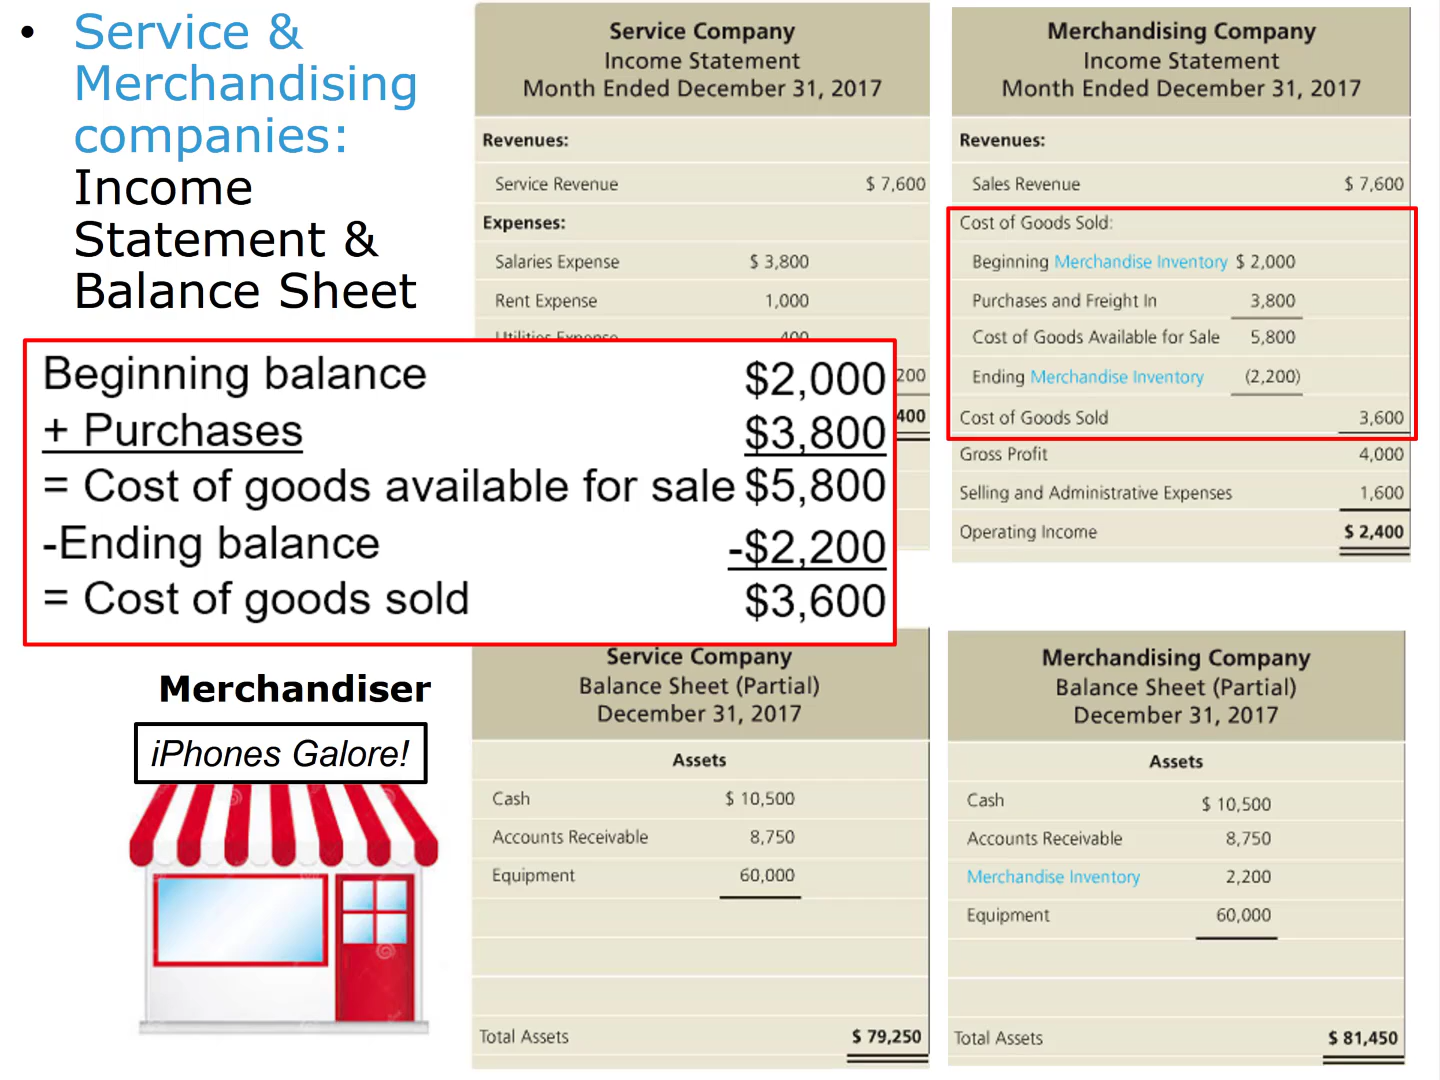 • Service &
Merchandising
companies:
Income
Statement &
Balance Sheet
Service Company
Income Statement
Month Ended December 31, 2017
Revenues:
Service Revenue $ 7,600
Expenses:
Salaries Expense $ 3,800
Rent Expense 1,000
Utilities Expense 400
200
400
Merchandising Company
Income Statement
Month Ended December 31, 2017
Revenues:
Sales Revenue $ 7,600
Cost of Goods Sold:
Beginning Merchandise Inventory $ 2,000
Purchases and Freight In 3,800
Cost of Goods Available for Sale 5,800
Ending Merchandise Inventory (2,200)
Cost of Goods Sold 3,600
Gross Profit 4,000
Selling and Administrative Expenses 1,600
Operating Income $ 2,400
Beginning balance $2,000
+ Purchases $3,800
= Cost of goods available for sale $5,800
-Ending balance -$2,200
= Cost of goods sold $3,600
Merchandiser
iPhones Galore!
Service Company
Balance Sheet (Partial)
December 31, 2017
Assets
Cash $ 10,500
Accounts Receivable 8,750
Equipment 60,000
Total Assets $ 79,250
Merchandising Company
Balance Sheet (Partial)
December 31, 2017
Assets
Cash $ 10,500
Accounts Receivable 8,750
Merchandise Inventory 2,200
Equipment 60,000
Total Assets $ 81,450